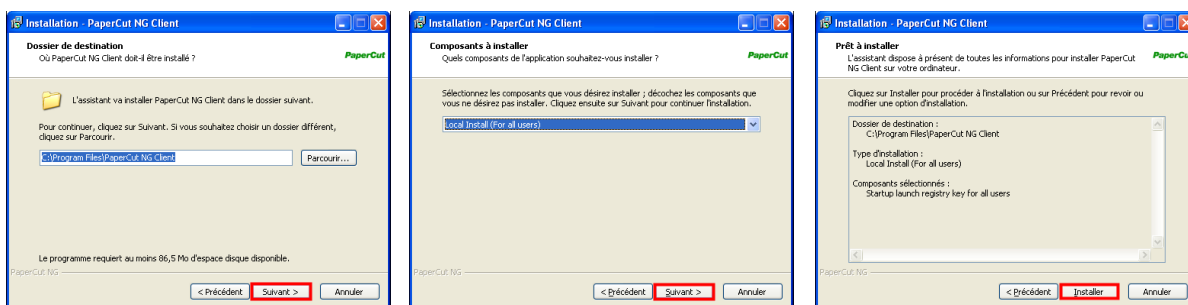 Installation - PaperCut NG Client
Dossier de destination
Où PaperCut NG Client doit-il être installé ?
PaperCut
L'assistant va installer PaperCut NG Client dans le dossier suivant.
Pour continuer, cliquez sur Suivant. Si vous souhaitez choisir un dossier différent,
cliquez sur Parcourir.
C:\Program Files\PaperCut NG Client
Parcourir...
Le programme requiert au moins 86,5 Mo d'espace disque disponible.
PaperCut NG
< Précédent Suivant > Annuler
Installation - PaperCut NG Client
Composants à installer
Quels composants de l'application souhaitez-vous installer ?
PaperCut
Sélectionnez les composants que vous désirez installer ; décochez les composants que
vous ne désirez pas installer. Cliquez ensuite sur Suivant pour continuer l'installation.
Local Install (For all users)
PaperCut NG
< Précédent Suivant > Annuler
Installation - PaperCut NG Client
Prêt à installer
L'assistant dispose à présent de toutes les informations pour installer PaperCut
NG Client sur votre ordinateur.
PaperCut
Cliquez sur Installer pour procéder à l'installation ou sur Précédent pour revoir ou
modifier une option d'installation.
Dossier de destination :
C:\Program Files\PaperCut NG Client
Type d'installation :
Local Install (For all users)
Composants sélectionnés :
Startup launch registry key for all users
PaperCut NG
< Précédent Installer Annuler